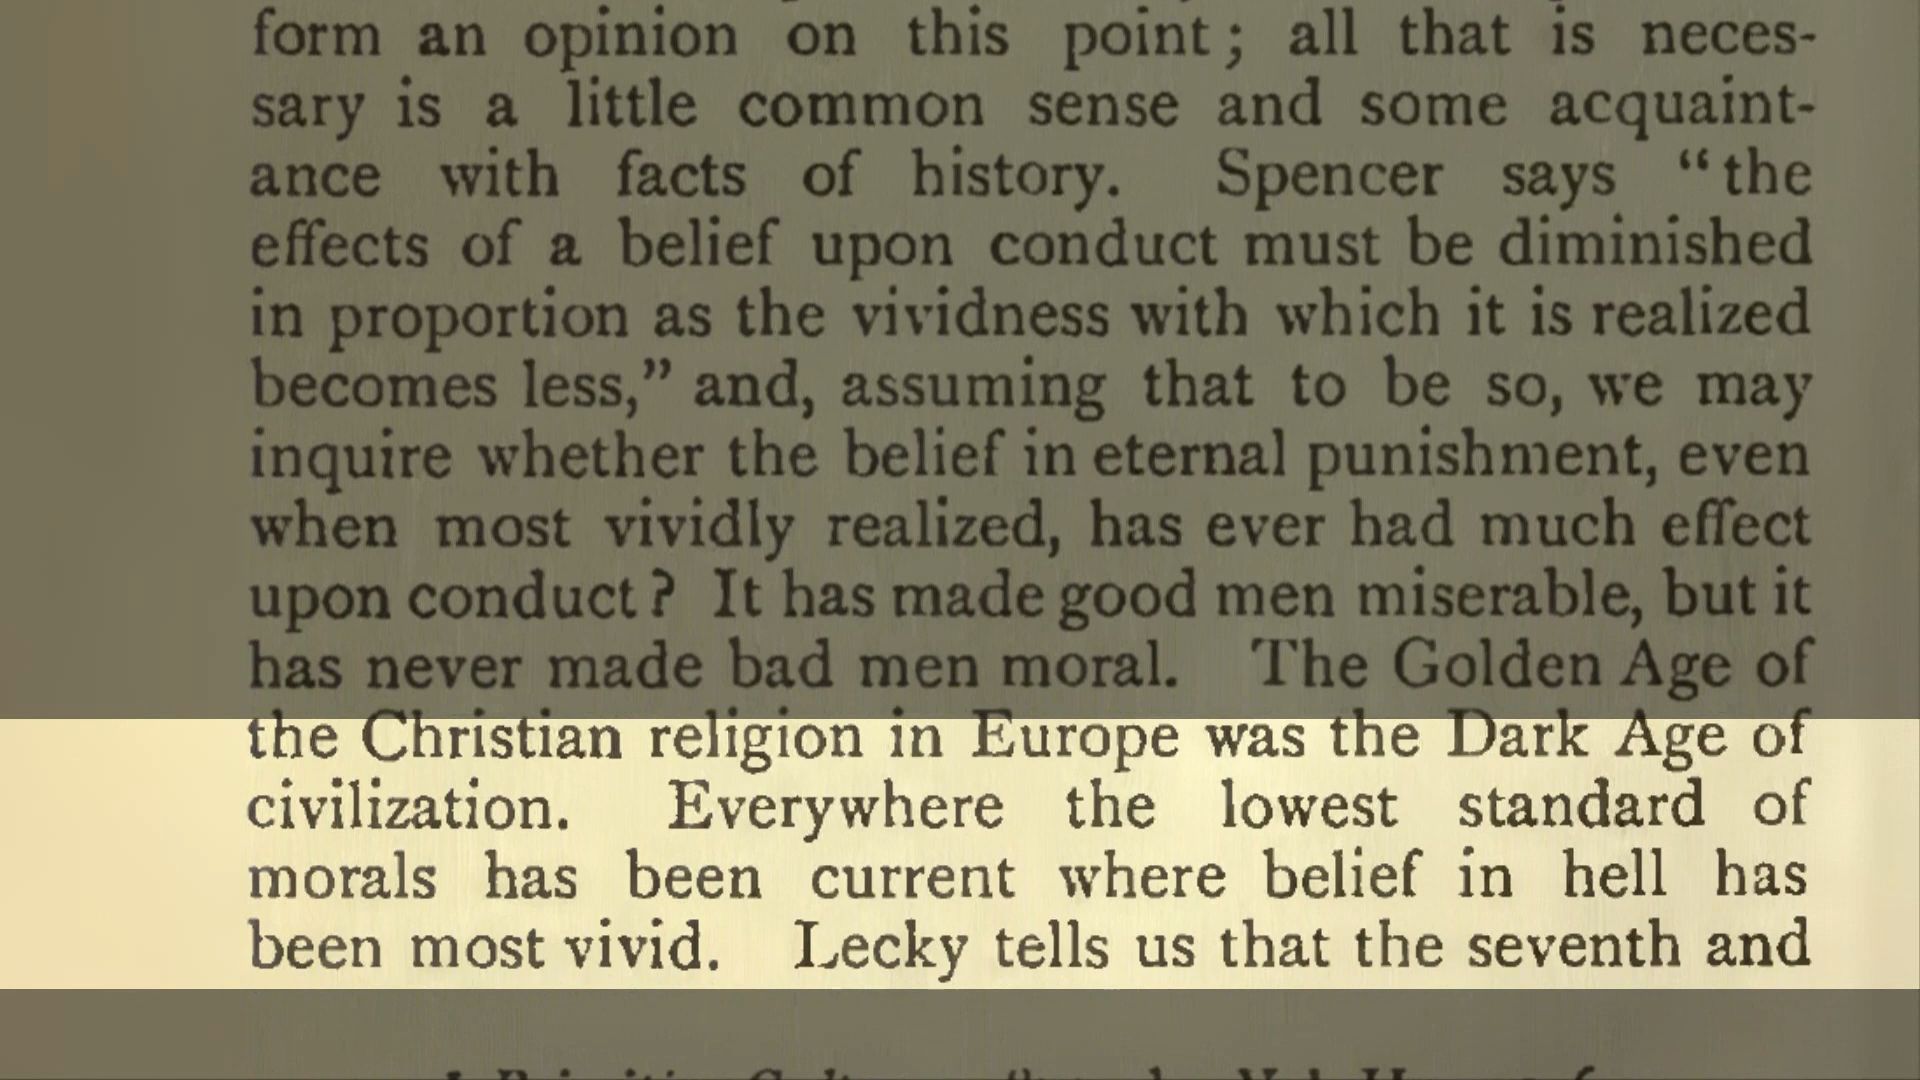 form an opinion on this point; all that is neces-
sary is a little common sense and some acquaint-
ance with facts of history. Spencer says "the
effects of a belief upon conduct must be diminished
in proportion as the vividness with which it is realized
becomes less," and, assuming that to be so, we may
inquire whether the belief in eternal punishment, even
when most vividly realized, has ever had much effect
upon conduct? It has made good men miserable, but it
has never made bad men moral. The Golden Age of
the Christian religion in Europe was the Dark Age of
civilization. Everywhere the lowest standard of
morals has been current where belief in hell has
been most vivid. Lecky tells us that the seventh and